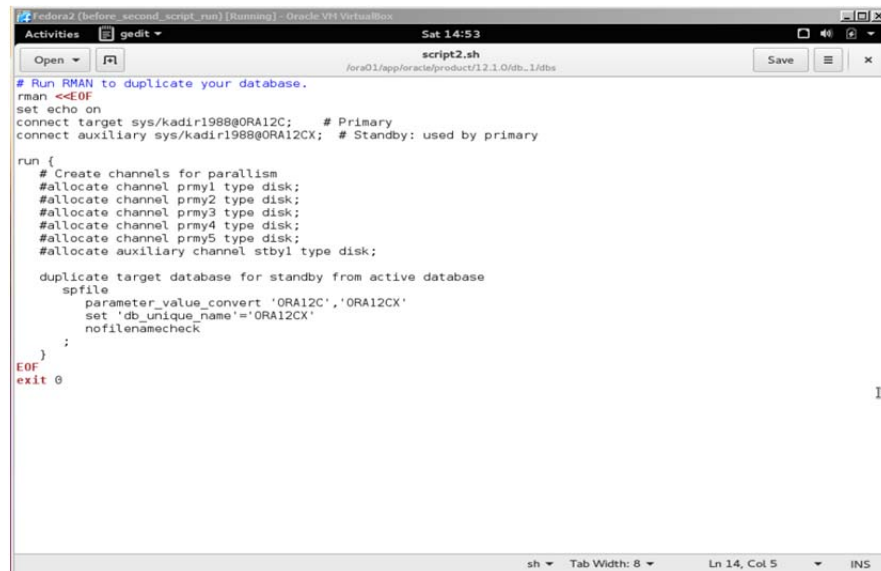 Fedora2 (before_second_script_run) [Running] - Oracle VM VirtualBox
Activities gedit Sat 14:53
Open script2.sh Save
/ora01/app/oracle/product/12.1.0/db_1/dbs
# Run RMAN to duplicate your database.
rman <<EOF
set echo on
connect target sys/kadir1988@ORA12C; # Primary
connect auxiliary sys/kadir1988@ORA12CX; # Standby: used by primary
run {
# Create channels for parallism
#allocate channel prmy1 type disk;
#allocate channel prmy2 type disk;
#allocate channel prmy3 type disk;
#allocate channel prmy4 type disk;
#allocate channel prmy5 type disk;
#allocate auxiliary channel stby1 type disk;
duplicate target database for standby from active database
spfile
parameter_value_convert 'ORA12C','ORA12CX'
set 'db_unique_name'='ORA12CX'
nofilenamecheck
;
}
EOF
exit 0
sh Tab Width: 8 Ln 14, Col 5 INS